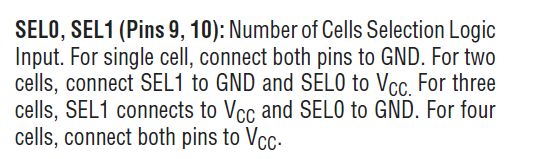 SEL0, SEL1 (Pins 9, 10): Number of Cells Selection Logic
Input. For single cell, connect both pins to GND. For two
cells, connect SEL1 to GND and SEL0 to VCC. For three
cells, SEL1 connects to VCC and SEL0 to GND. For four
cells, connect both pins to VCC.